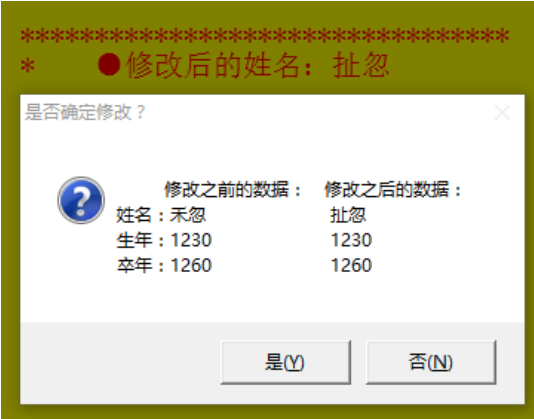 **********************************
* ●修改后的姓名: 扯忽
是否确定修改？
修改之前的数据： 修改之后的数据：
姓名：禾忽 扯忽
生年：1230 1230
卒年：1260 1260
是(Y) 否(N)